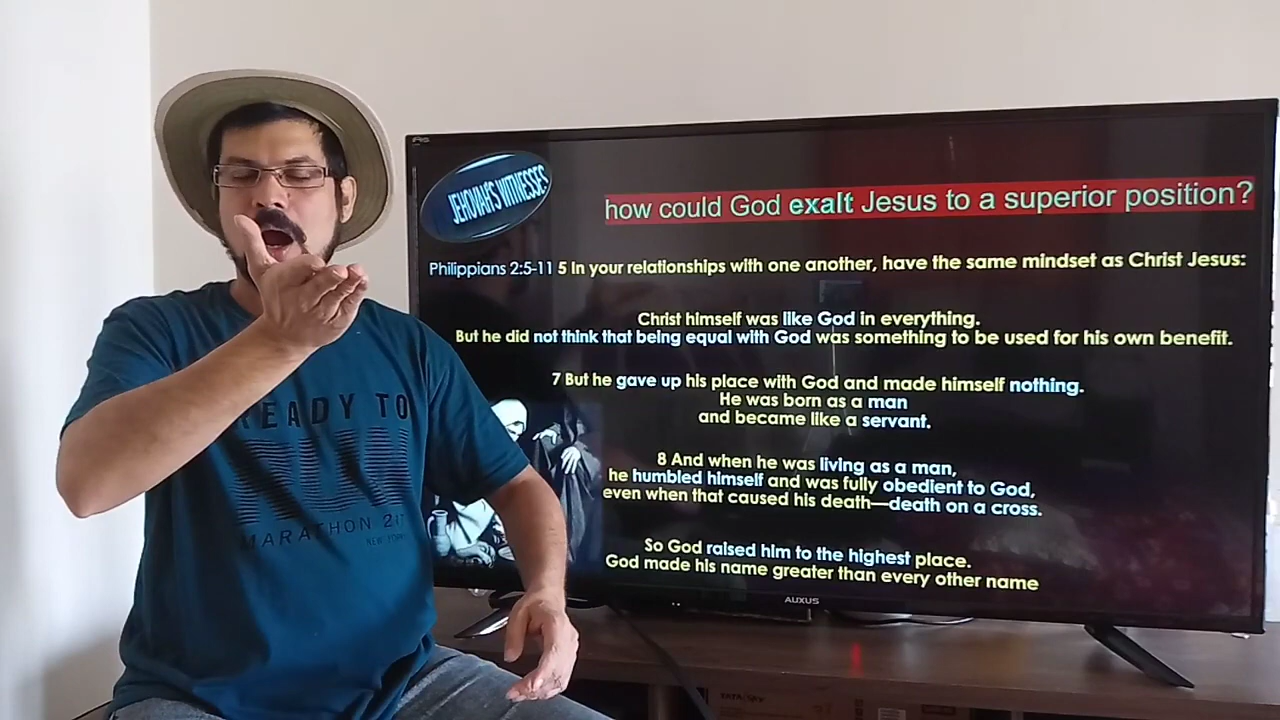 JEHOVAH'S WITNESSES
how could God exalt Jesus to a superior position?
Philippians 2:5-11 5 In your relationships with one another, have the same mindset as Christ Jesus:
Christ himself was like God in everything.
But he did not think that being equal with God was something to be used for his own benefit.
7 But he gave up his place with God and made himself nothing.
He was born as a man
and became like a servant.
8 And when he was living as a man,
he humbled himself and was fully obedient to God,
even when that caused his death—death on a cross.
So God raised him to the highest place.
God made his name greater than every other name
AUXUS
READY TO
RUN
MARATHON
NEW YORK
TATA